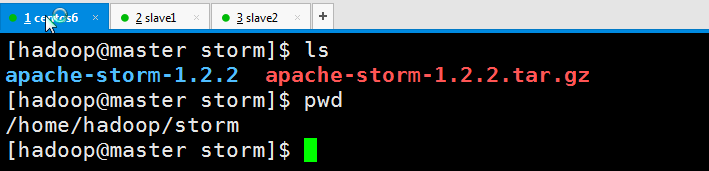 1 centos6 2 slave1 3 slave2
[hadoop@master storm]$ ls
apache-storm-1.2.2 apache-storm-1.2.2.tar.gz
[hadoop@master storm]$ pwd
/home/hadoop/storm
[hadoop@master storm]$